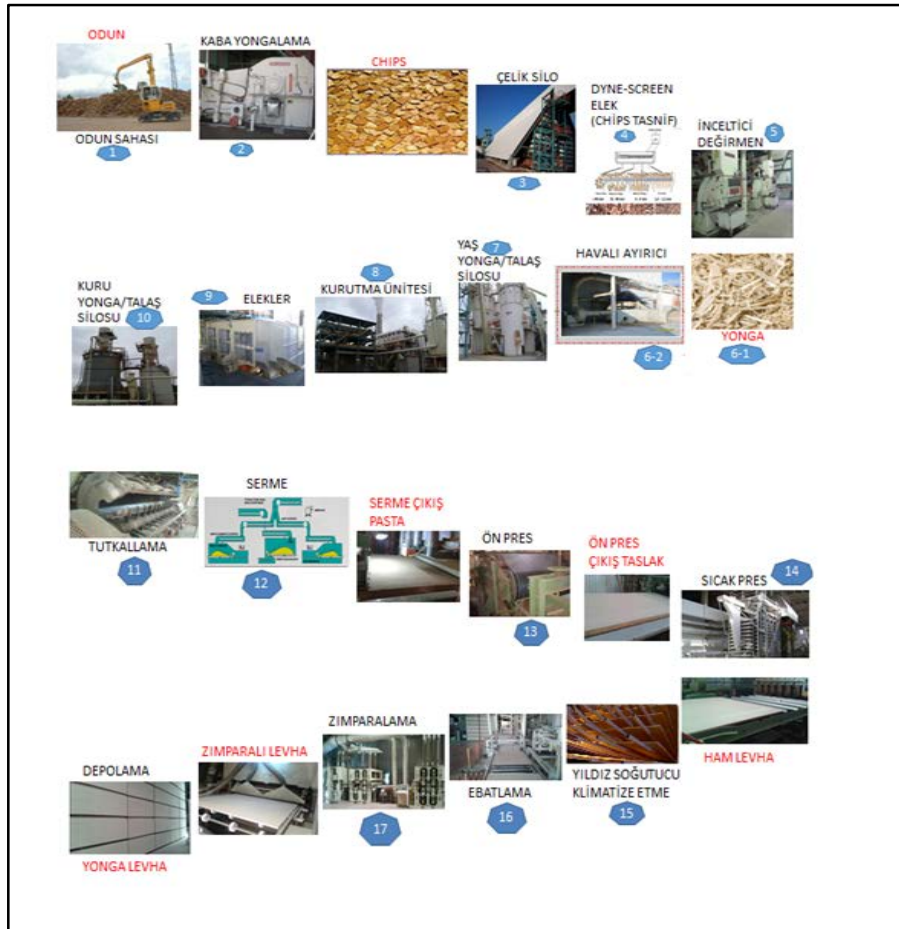 ODUN
ODUN SAHASI
1
KABA YONGALAMA
2
CHIPS
ÇELİK SİLO
3
DYNE-SCREEN
ELEK
(CHİPS TASNİF)
4
İNCELTİCİ
DEĞİRMEN
5
KURU
YONGA/TALAŞ
SİLOSU
10
9
ELEKLER
8
KURUTMA ÜNİTESİ
YAŞ
7
YONGA/TALAŞ
SİLOSU
HAVALI AYIRICI
6-2
YONGA
6-1
TUTKALLAMA
11
SERME
12
SERME ÇIKIŞ
PASTA
ÖN PRES
13
ÖN PRES
ÇIKIŞ TASLAK
14
SICAK PRES
DEPOLAMA
YONGA LEVHA
ZIMPARALI LEVHA
ZIMPARALAMA
17
EBATLAMA
16
YILDIZ SOĞUTUCU
KLİMATİZE ETME
15
HAM LEVHA